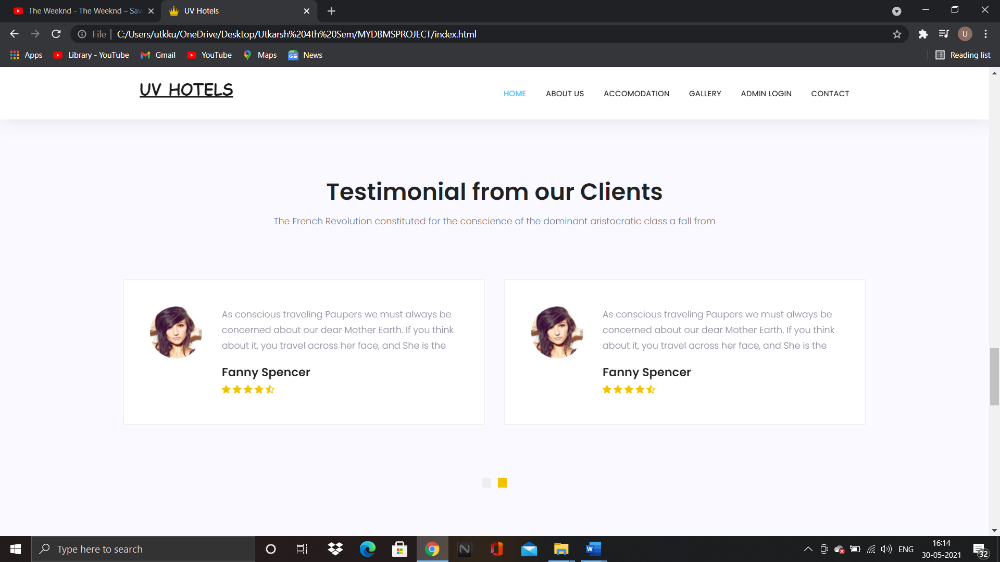 The Weeknd - The Weeknd – Sav
UV Hotels
File
C:/Users/utkku/OneDrive/Desktop/Utkarsh%204th%20Sem/MYDBMSPROJECT/index.html
U
Apps
Library - YouTube
Gmail
YouTube
Maps
News
Reading list
UV HOTELS
HOME
ABOUT US
ACCOMODATION
GALLERY
ADMIN LOGIN
CONTACT
Testimonial from our Clients
The French Revolution constituted for the conscience of the dominant aristocratic class a fall from
As conscious traveling Paupers we must always be
concerned about our dear Mother Earth. If you think
about it, you travel across her face, and She is the
Fanny Spencer
As conscious traveling Paupers we must always be
concerned about our dear Mother Earth. If you think
about it, you travel across her face, and She is the
Fanny Spencer
Type here to search
ENG
16:14
30-05-2021
32